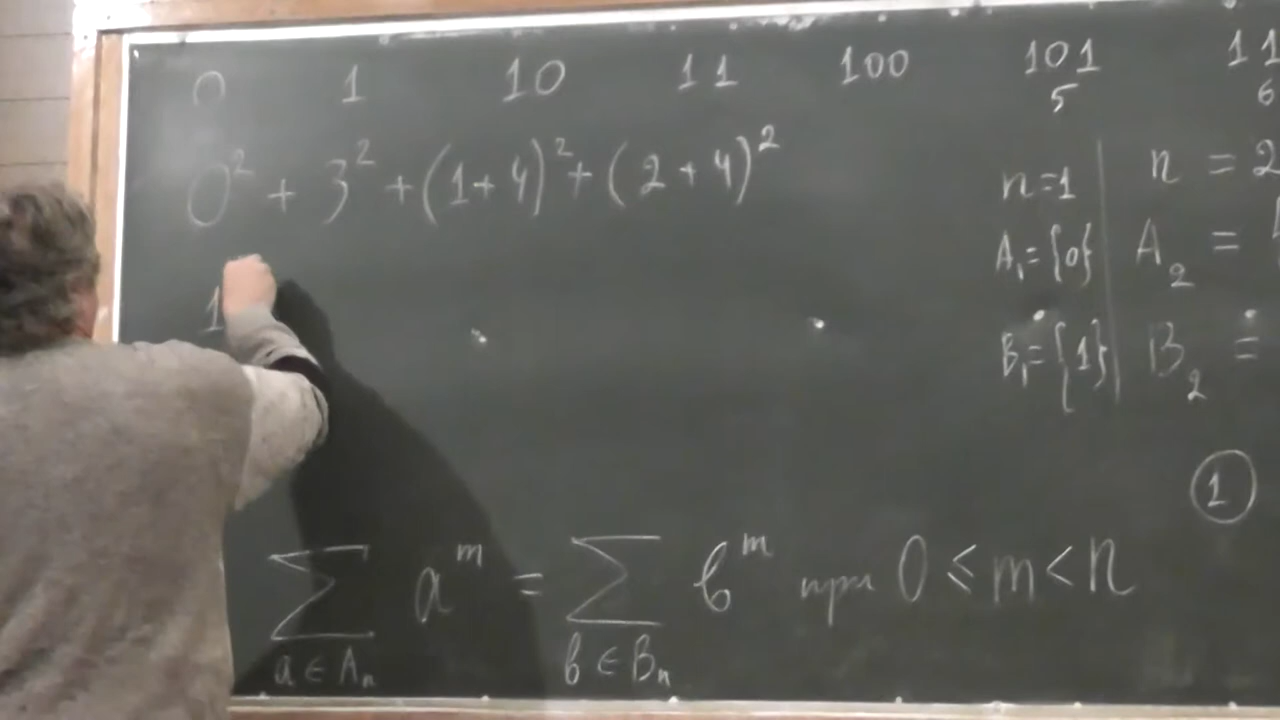 0 1 10 11 100 101 11
5 6
0² + 3² + (1+4)² + (2+4)²
n=1 n = 2
A₁={0} A₂ =
1
B₁={1} B₂ =
1
∑ aᵐ = ∑ bᵐ при 0 ≤ m < n
a ∈ Aₙ b ∈ Bₙ